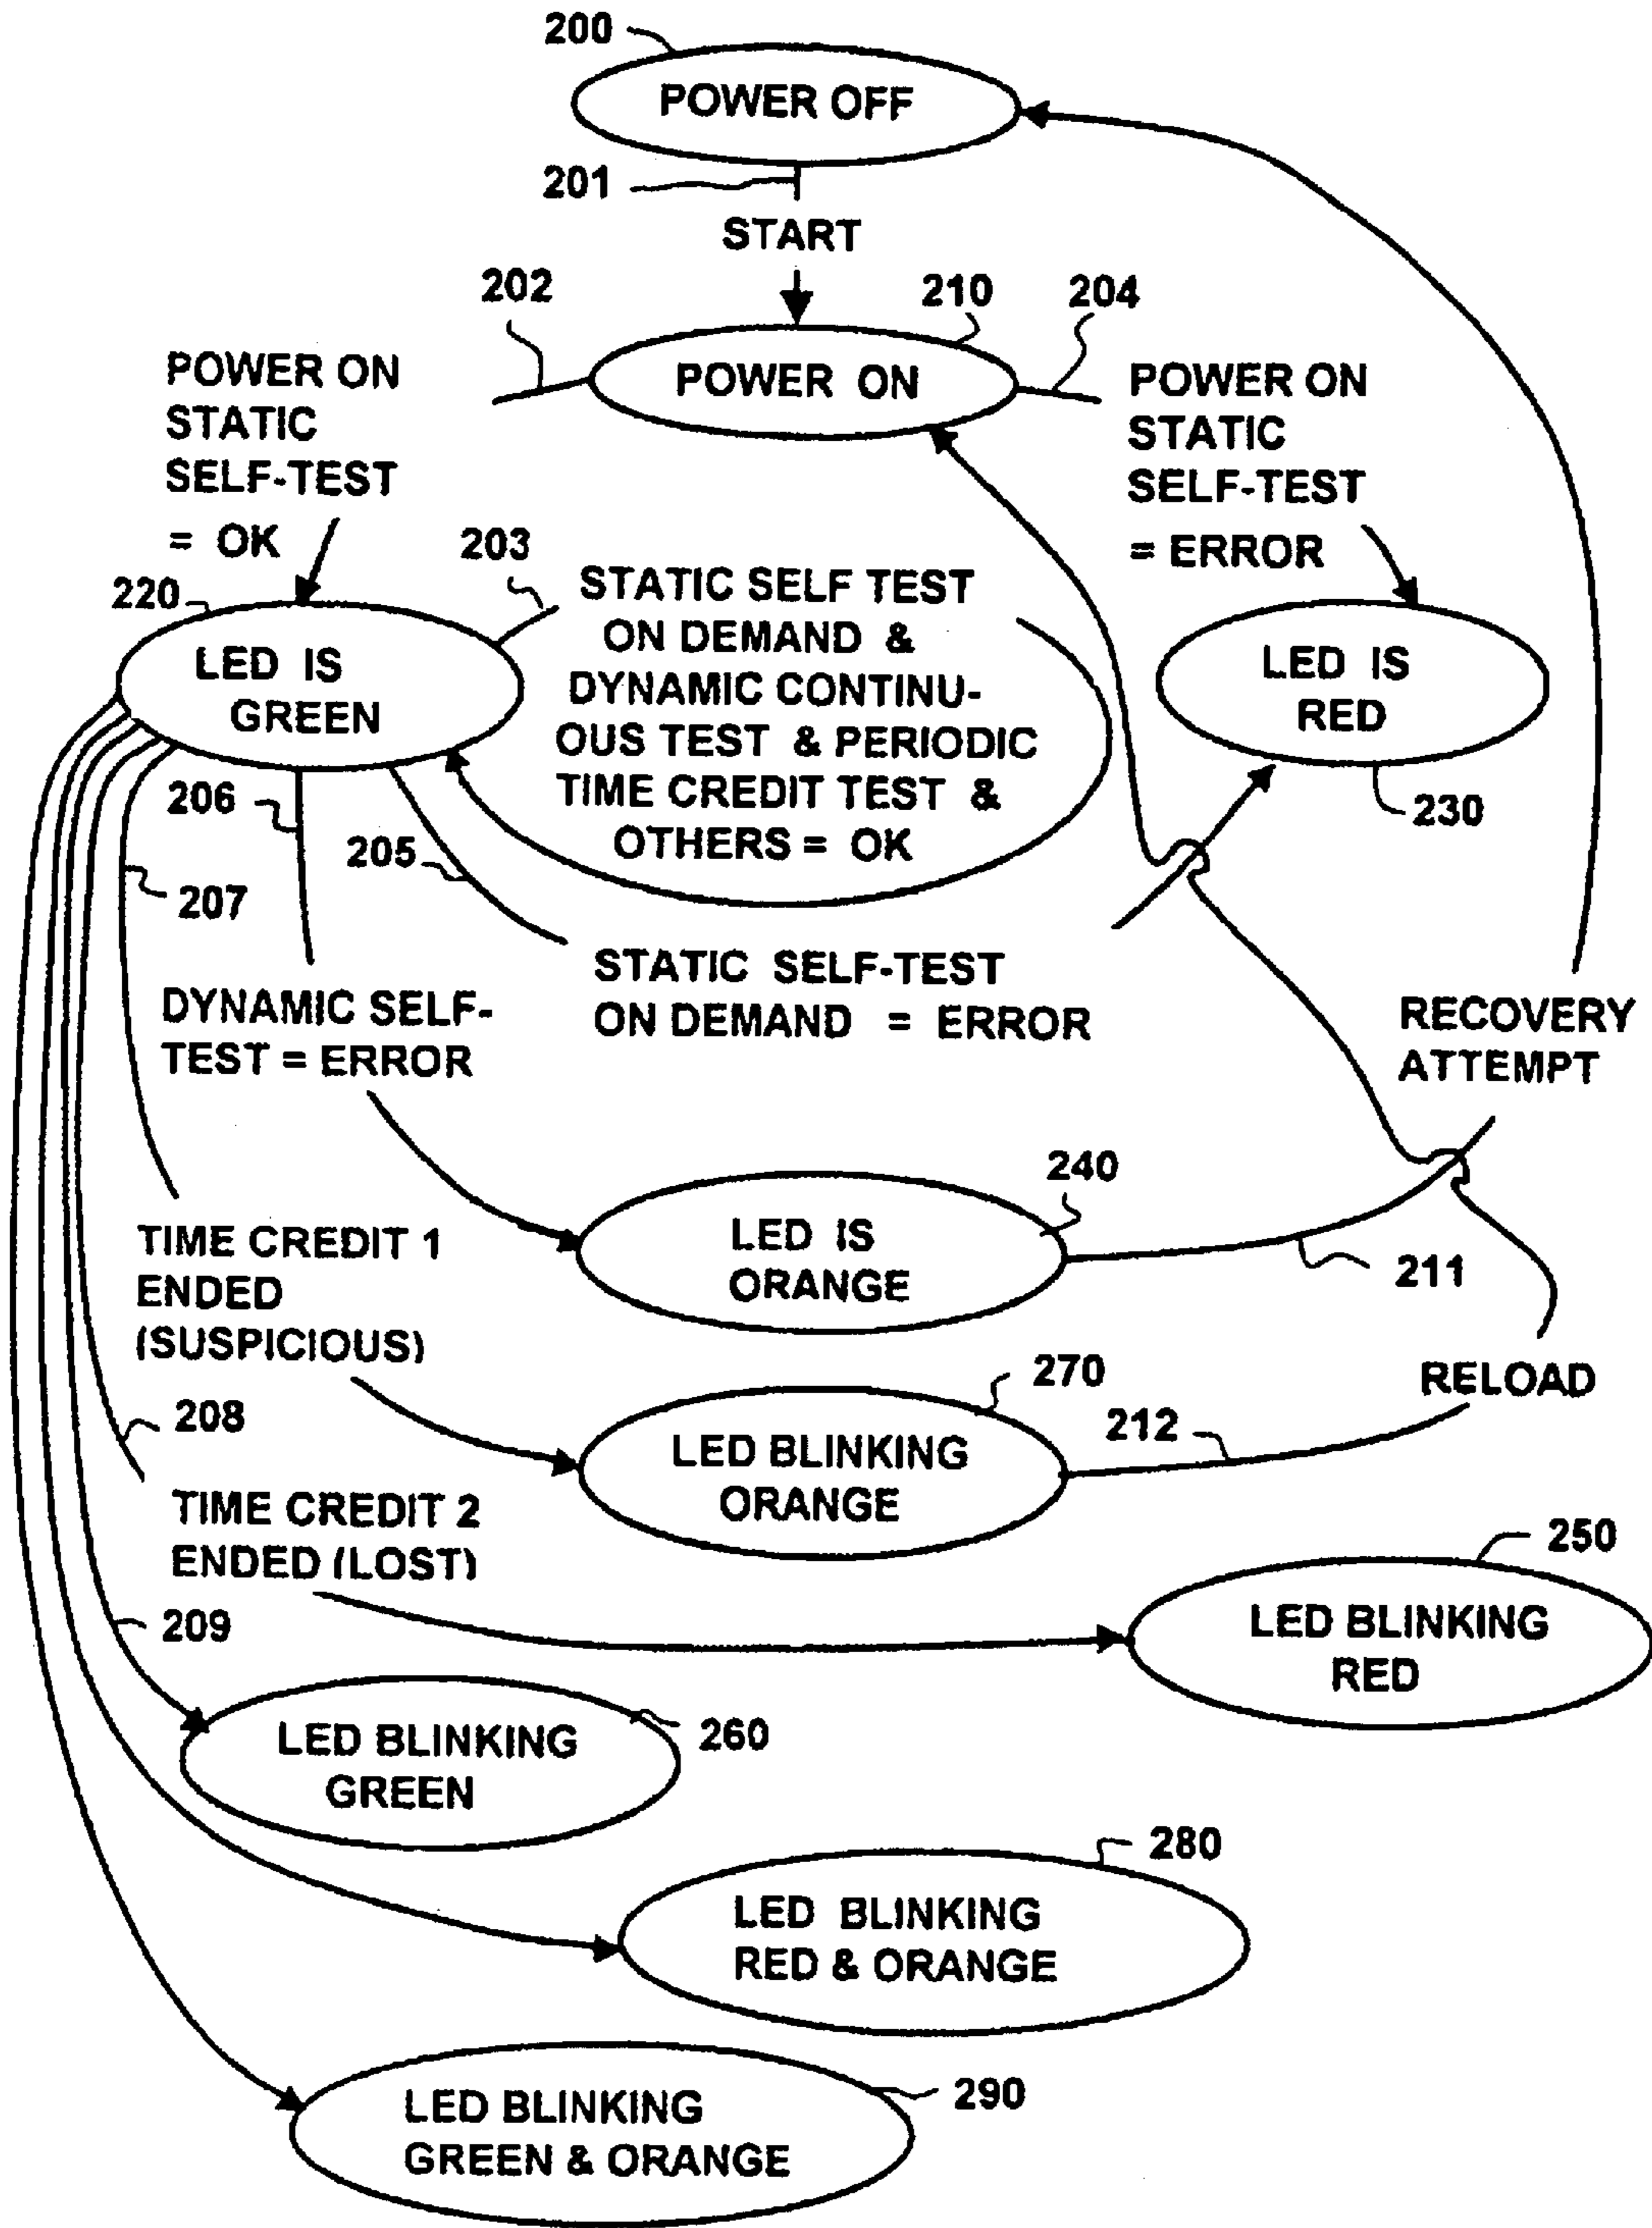 200
POWER OFF
201
START
202
210
204
POWER ON
POWER ON
STATIC
SELF-TEST
= OK
POWER ON
STATIC
SELF-TEST
= ERROR
203
220
LED IS
GREEN
STATIC SELF TEST
ON DEMAND &
DYNAMIC CONTINU-
OUS TEST & PERIODIC
TIME CREDIT TEST &
OTHERS = OK
LED IS
RED
230
206
205
207
STATIC SELF-TEST
ON DEMAND = ERROR
DYNAMIC SELF-
TEST = ERROR
RECOVERY
ATTEMPT
240
LED IS
ORANGE
211
TIME CREDIT 1
ENDED
(SUSPICIOUS)
270
RELOAD
208
212
LED BLINKING
ORANGE
TIME CREDIT 2
ENDED (LOST)
250
LED BLINKING
RED
209
LED BLINKING
GREEN
260
280
LED BLINKING
RED & ORANGE
290
LED BLINKING
GREEN & ORANGE